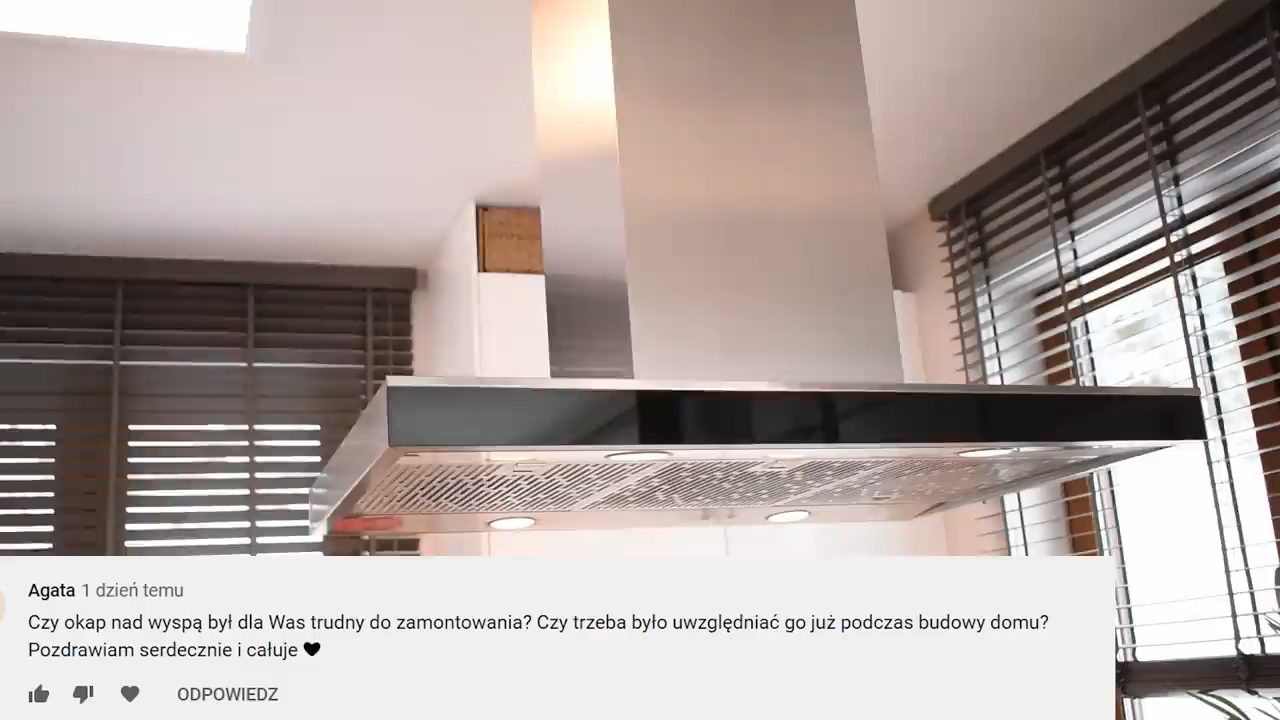 Agata 1 dzień temu
Czy okap nad wyspą był dla Was trudny do zamontowania? Czy trzeba było uwzględniać go już podczas budowy domu?
Pozdrawiam serdecznie i całuje 🖤
ODPOWIEDZ